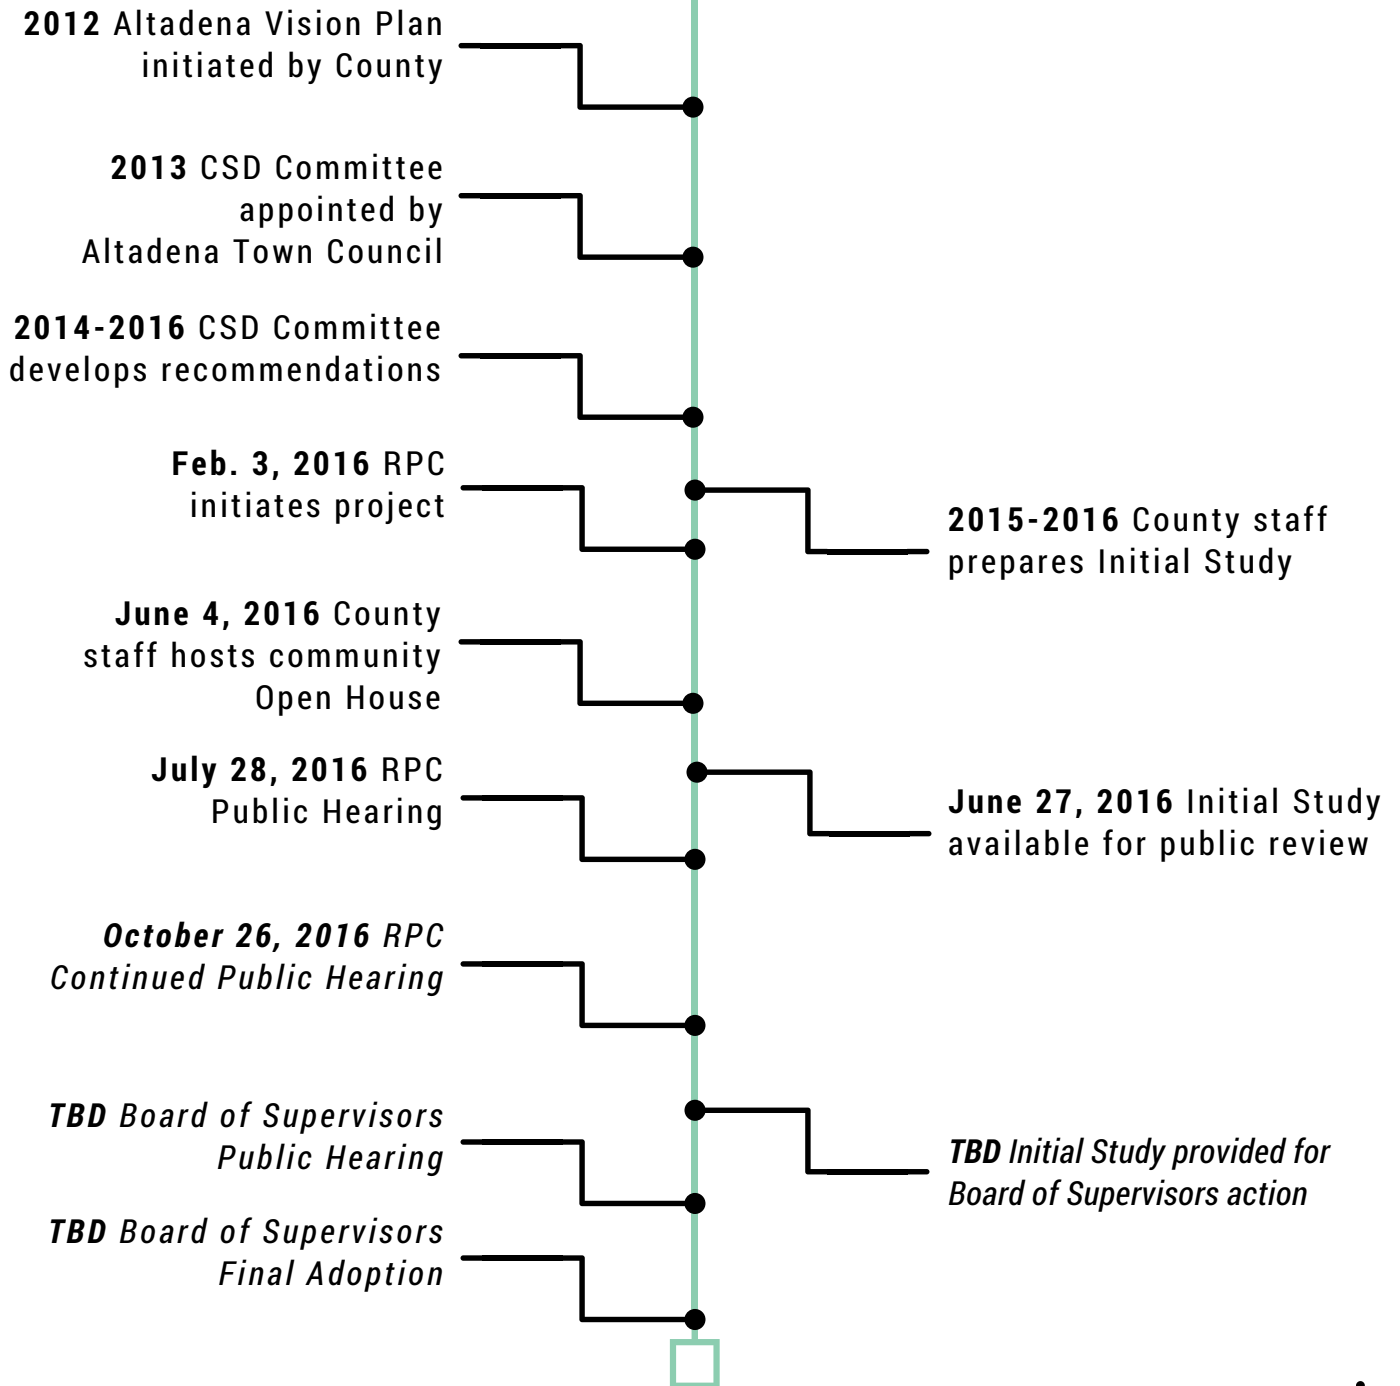 2012 Altadena Vision Plan
initiated by County
2013 CSD Committee
appointed by
Altadena Town Council
2014-2016 CSD Committee
develops recommendations
Feb. 3, 2016 RPC
initiates project
2015-2016 County staff
prepares Initial Study
June 4, 2016 County
staff hosts community
Open House
July 28, 2016 RPC
Public Hearing
June 27, 2016 Initial Study
available for public review
October 26, 2016 RPC
Continued Public Hearing
TBD Board of Supervisors
Public Hearing
TBD Initial Study provided for
Board of Supervisors action
TBD Board of Supervisors
Final Adoption